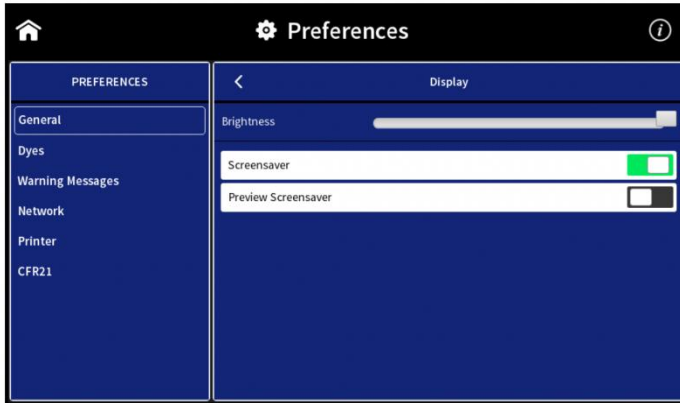 Preferences
i
PREFERENCES
General
Dyes
Warning Messages
Network
Printer
CFR21
Display
Brightness
Screensaver
Preview Screensaver